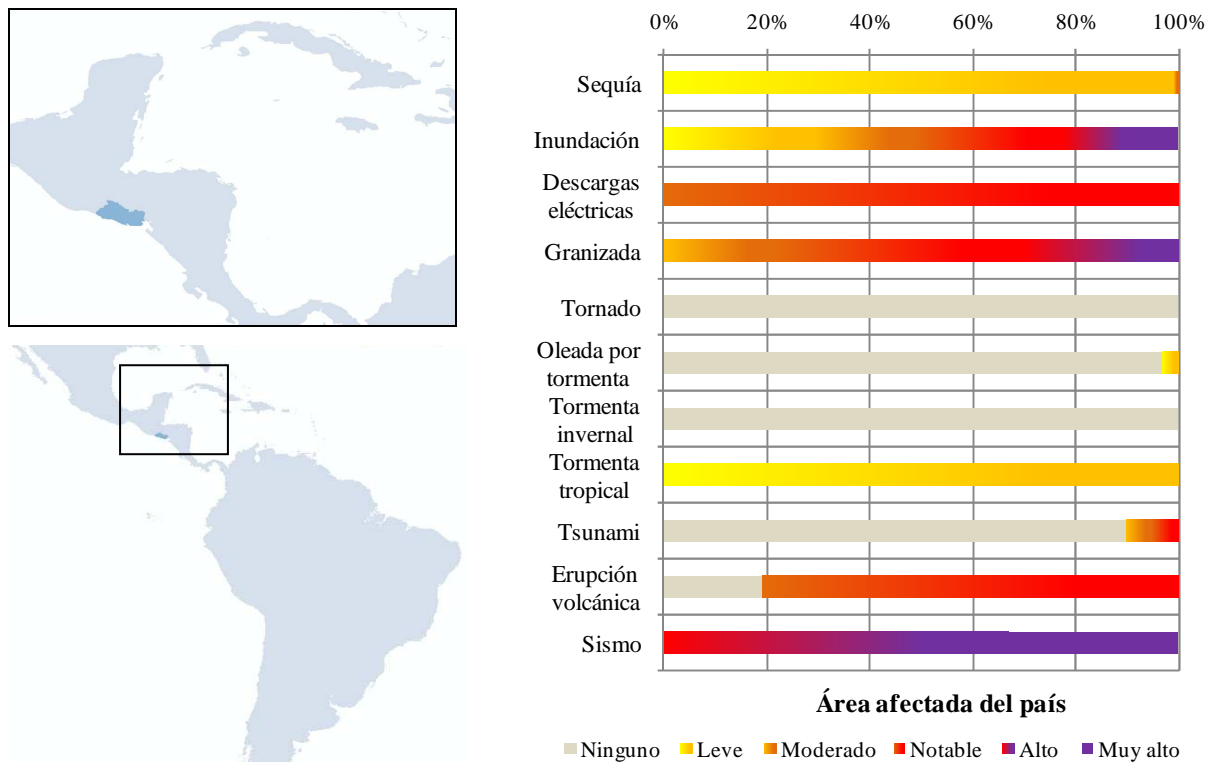 0% 20% 40% 60% 80% 100%
Sequía
Inundación
Descargas
eléctricas
Granizada
Tornado
Oleada por
tormenta
Tormenta
invernal
Tormenta
tropical
Tsunami
Erupción
volcánica
Sismo
Área afectada del país
Ninguno Leve Moderado Notable Alto Muy alto